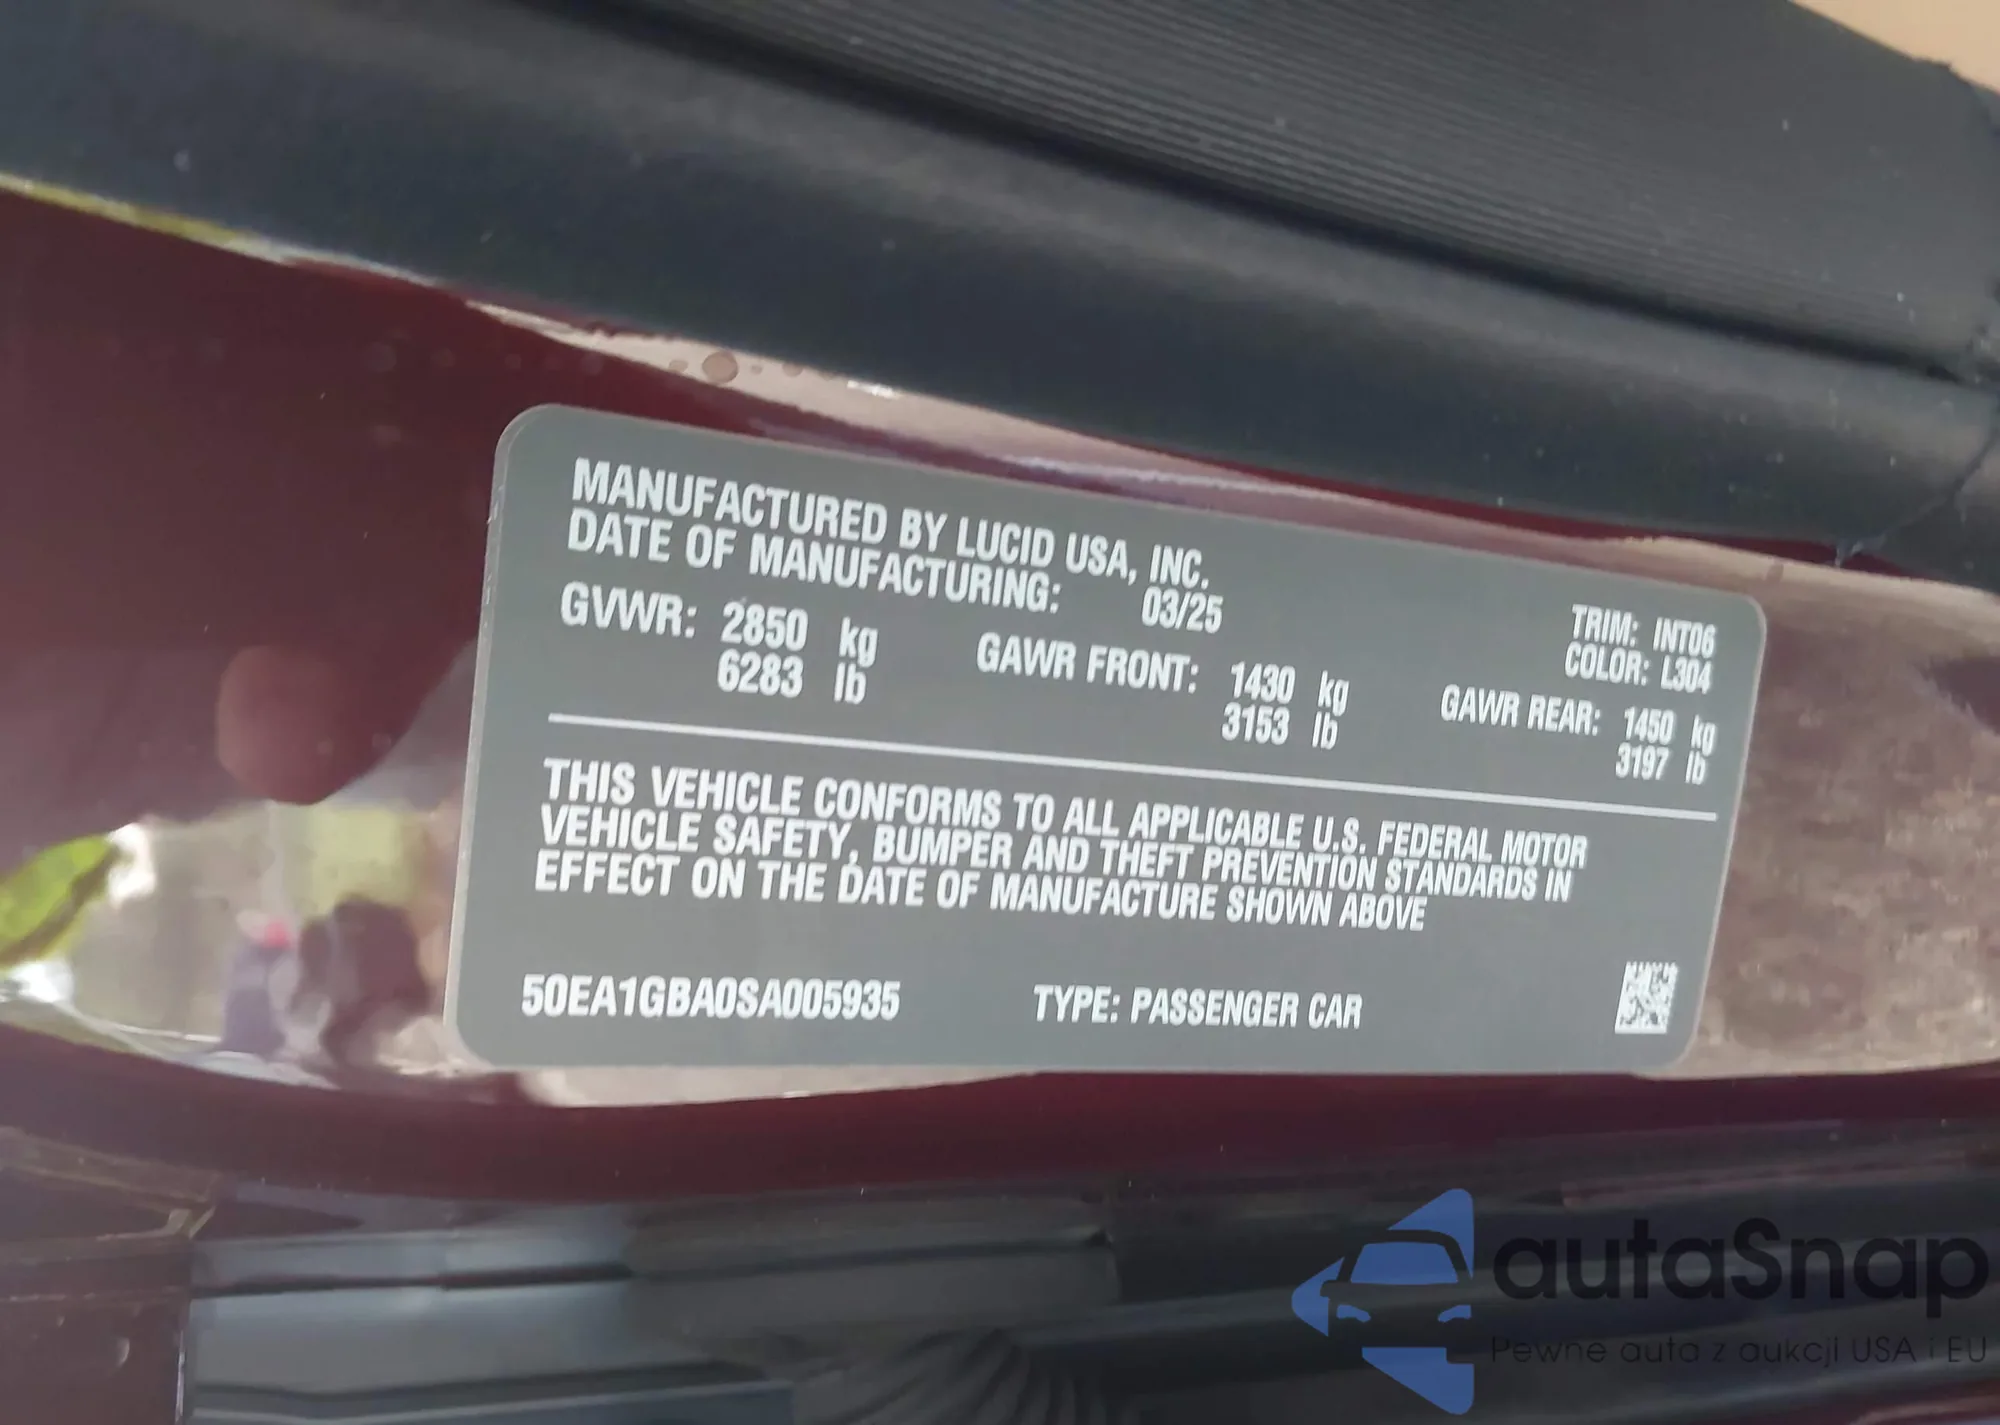 MANUFACTURED BY LUCID USA, INC.
DATE OF MANUFACTURING: 03/25
TRIM: INT06
COLOR: L304
GVWR: 2850 kg
6283 lb
GAWR FRONT: 1430 kg
3153 lb
GAWR REAR: 1450 kg
3197 lb
THIS VEHICLE CONFORMS TO ALL APPLICABLE U.S. FEDERAL MOTOR
VEHICLE SAFETY, BUMPER AND THEFT PREVENTION STANDARDS IN
EFFECT ON THE DATE OF MANUFACTURE SHOWN ABOVE
50EA1GBA0SA005935 TYPE: PASSENGER CAR
autaSnap
Pewne auta z aukcji USA i EU